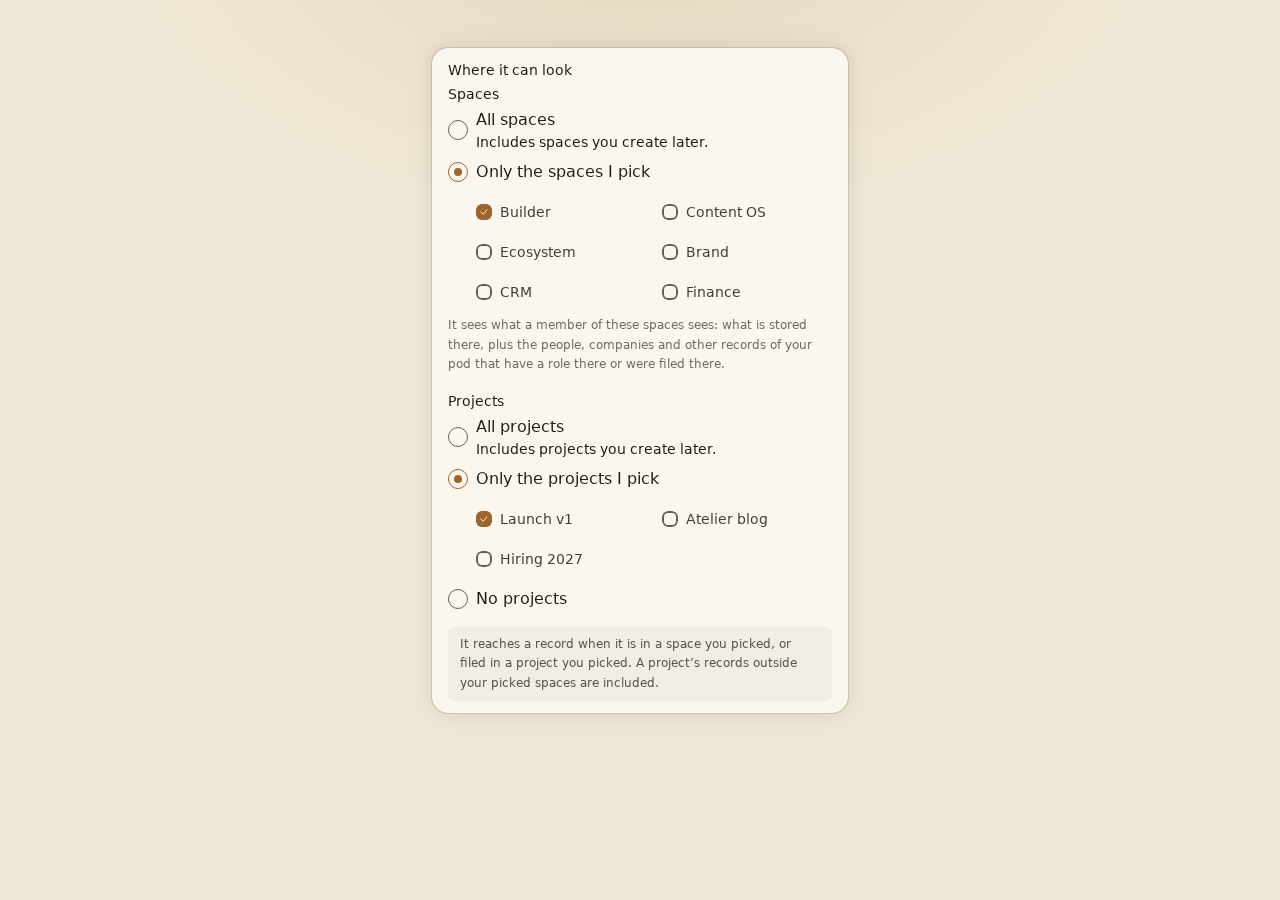 Where it can look
Spaces
All spaces
Includes spaces you create later.
Only the spaces I pick
Builder
Content OS
Ecosystem
Brand
CRM
Finance
It sees what a member of these spaces sees: what is stored
there, plus the people, companies and other records of your
pod that have a role there or were filed there.
Projects
All projects
Includes projects you create later.
Only the projects I pick
Launch v1
Atelier blog
Hiring 2027
No projects
It reaches a record when it is in a space you picked, or
filed in a project you picked. A project’s records outside
your picked spaces are included.